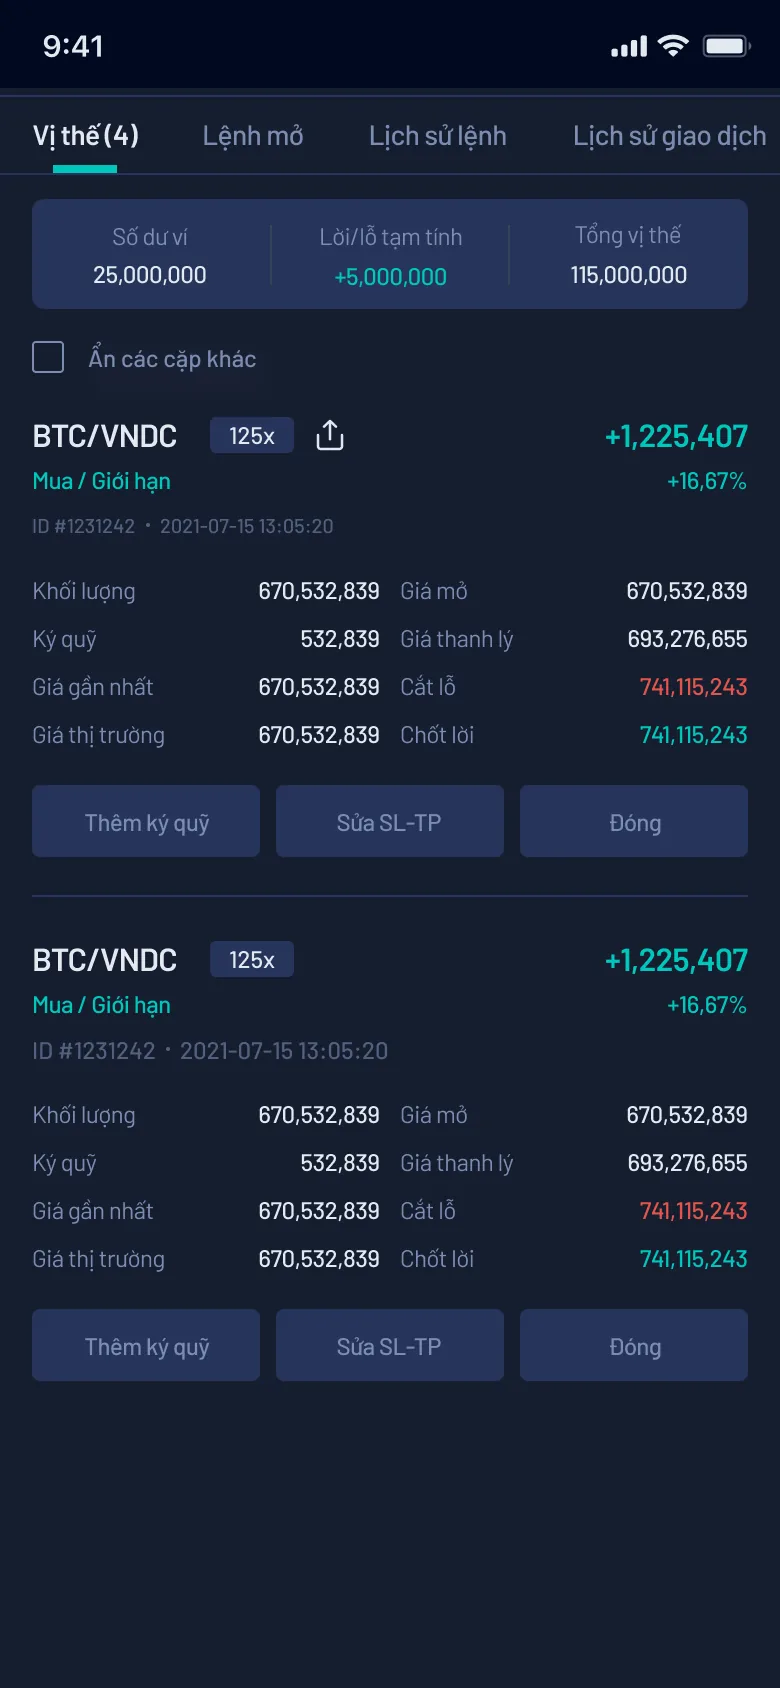 9:41
Vị thế (4) Lệnh mở Lịch sử lệnh Lịch sử giao dịch
Số dư ví Lời/lỗ tạm tính Tổng vị thế
25,000,000 +5,000,000 115,000,000
Ẩn các cặp khác
BTC/VNDC 125x +1,225,407
Mua / Giới hạn +16,67%
ID #1231242 • 2021-07-15 13:05:20
Khối lượng 670,532,839 Giá mở 670,532,839
Ký quỹ 532,839 Giá thanh lý 693,276,655
Giá gần nhất 670,532,839 Cắt lỗ 741,115,243
Giá thị trường 670,532,839 Chốt lời 741,115,243
Thêm ký quỹ Sửa SL-TP Đóng
BTC/VNDC 125x +1,225,407
Mua / Giới hạn +16,67%
ID #1231242 • 2021-07-15 13:05:20
Khối lượng 670,532,839 Giá mở 670,532,839
Ký quỹ 532,839 Giá thanh lý 693,276,655
Giá gần nhất 670,532,839 Cắt lỗ 741,115,243
Giá thị trường 670,532,839 Chốt lời 741,115,243
Thêm ký quỹ Sửa SL-TP Đóng